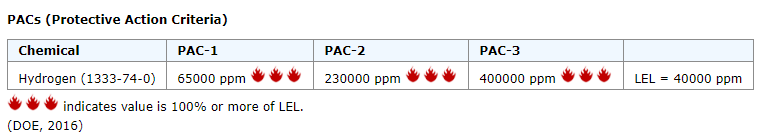 PACs (Protective Action Criteria)
Chemical PAC-1 PAC-2 PAC-3
Hydrogen (1333-74-0) 65000 ppm 230000 ppm 400000 ppm LEL = 40000 ppm
indicates value is 100% or more of LEL.
(DOE, 2016)